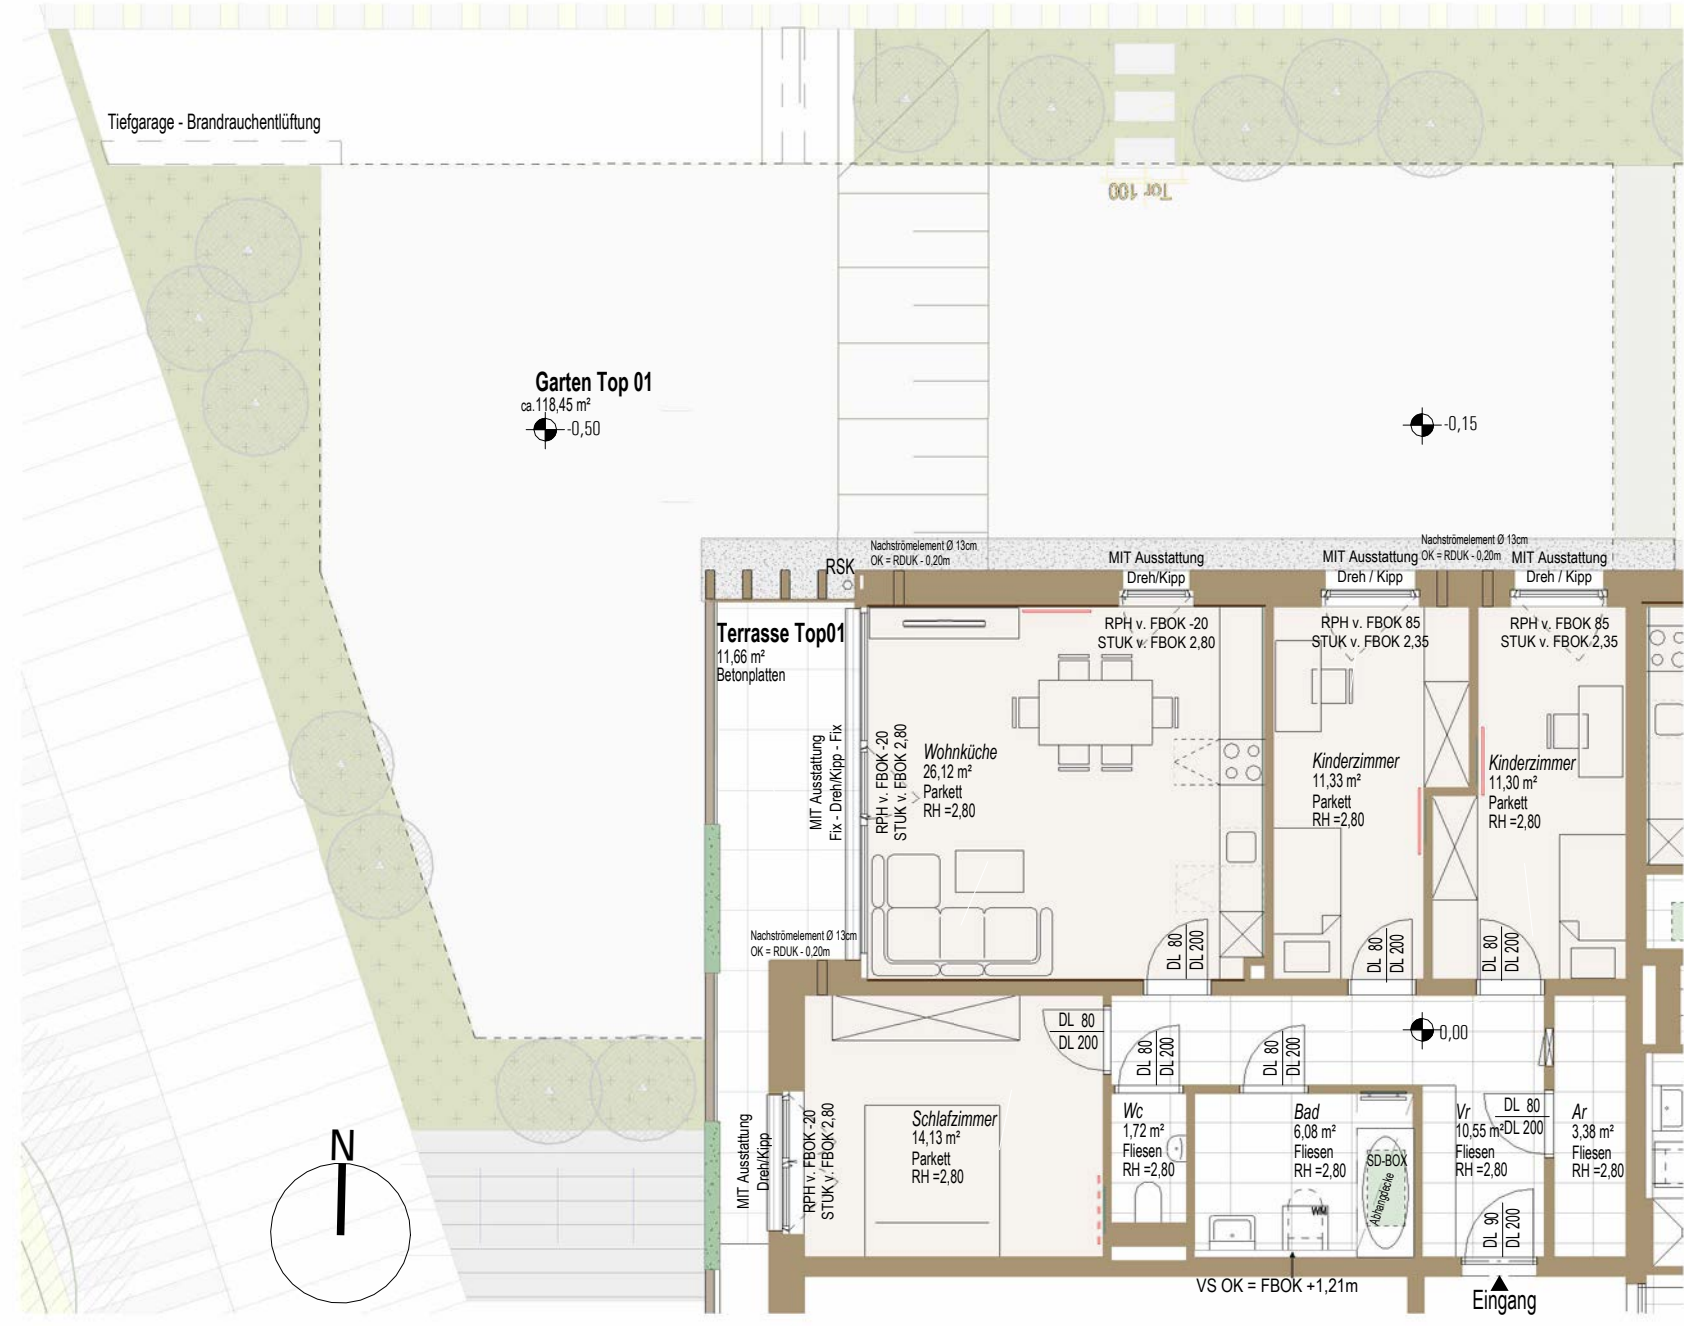 Tiefgarage - Brandrauchentlüftung
Tor 100
Garten Top 01
ca.118,45 m²
-0,50
-0,15
Nachströmelement Ø 13cm
OK = RDUK - 0,20m
RSK
MIT Ausstattung
Dreh/Kipp
MIT Ausstattung
Dreh / Kipp
Nachströmelement Ø 13cm
OK = RDUK - 0,20m
MIT Ausstattung
Dreh / Kipp
Terrasse Top01
11,66 m²
Betonplatten
RPH v. FBOK -20
STUK v. FBOK 2,80
RPH v. FBOK 85
STUK v. FBOK 2,35
RPH v. FBOK 85
STUK v. FBOK 2,35
MIT Ausstattung
Fix - Dreh/Kipp - Fix
RPH v. FBOK -20
STUK v. FBOK 2,80
Wohnküche
26,12 m²
Parkett
RH =2,80
Kinderzimmer
11,33 m²
Parkett
RH =2,80
Kinderzimmer
11,30 m²
Parkett
RH =2,80
Nachströmelement Ø 13cm
OK = RDUK - 0,20m
DL 80
DL 200
DL 80
DL 200
DL 80
DL 200
DL 80
DL 200
DL 80
DL 200
DL 80
DL 200
0,00
MIT Ausstattung
Dreh/Kipp
RPH v. FBOK -20
STUK v. FBOK 2,80
Schlafzimmer
14,13 m²
Parkett
RH =2,80
Wc
1,72 m²
Fliesen
RH =2,80
Bad
6,08 m²
Fliesen
RH =2,80
SD-BOX
Abhangdecke
WM
Vr
10,55 m²
Fliesen
RH =2,80
DL 80
DL 200
Ar
3,38 m²
Fliesen
RH =2,80
DL 90
DL 200
N
VS OK = FBOK +1,21m
Eingang